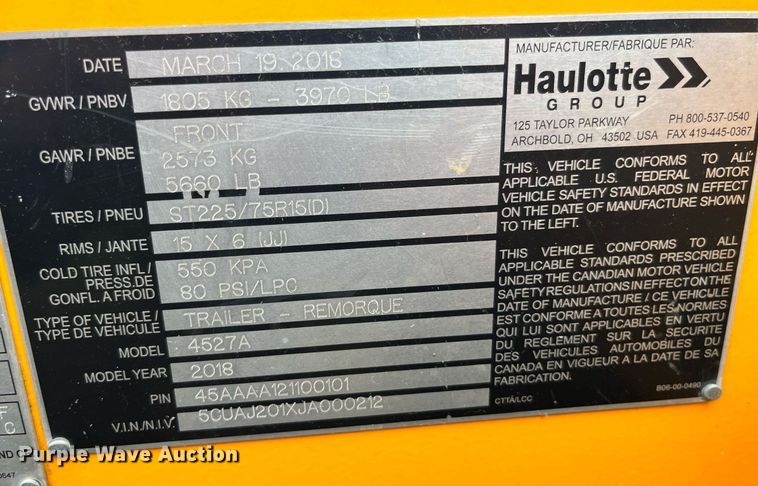 DATE MARCH 19, 2018
GVWR / PNBV 1805 KG - 3970 LB
FRONT
GAWR / PNBE 2573 KG
5660 LB
TIRES / PNEU ST225/75R15(D)
RIMS / JANTE 15 X 6 (JJ)
COLD TIRE INFL / 550 KPA
PRESS.DE
GONFL. A FROID 80 PSI/LPC
TYPE OF VEHICLE /
TYPE DE VÉHICULE TRAILER - REMORQUE
MODEL 4527A
MODEL YEAR 2018
PIN 45AAAA121100101
V.I.N./N.I.V. 5CUAJ201XJA000212
MANUFACTURER/FABRIQUE PAR:
Haulotte
GROUP
125 TAYLOR PARKWAY PH 800-537-0540
ARCHBOLD, OH 43502 USA FAX 419-445-0367
THIS VEHICLE CONFORMS TO ALL
APPLICABLE U.S. FEDERAL MOTOR
VEHICLE SAFETY STANDARDS IN EFFECT
ON THE DATE OF MANUFACTURE SHOWN
TO THE LEFT.
THIS VEHICLE CONFORMS TO ALL
APPLICABLE STANDARDS PRESCRIBED
UNDER THE CANADIAN MOTOR VEHICLE
SAFETY REGULATIONS IN EFFECT ON THE
DATE OF MANUFACTURE / CE VEHICULE
EST CONFORME A TOUTES LES NORMES
QUI LUI SONT APPLICABLES EN VERTU
DU REGLEMENT SUR LA SECURITE
DES VEHICULES AUTOMOBILES DU
CANADA EN VIGUEUR A LA DATE DE SA
FABRICATION.
CTTA/LCC B06-00-0490
F
C
ND C
0647
Purple Wave Auction